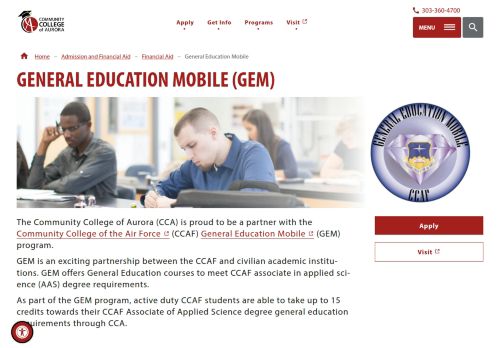 COMMUNITY
COLLEGE
OF AURORA
Apply
Get Info
Programs
Visit
303-360-4700
MENU
Home – Admission and Financial Aid – Financial Aid – General Education Mobile
GENERAL EDUCATION MOBILE (GEM)
GENERAL EDUCATION MOBILE
CCAF
The Community College of Aurora (CCA) is proud to be a partner with the
Community College of the Air Force (CCAF) General Education Mobile (GEM)
program.
GEM is an exciting partnership between the CCAF and civilian academic institu-
tions. GEM offers General Education courses to meet CCAF associate in applied sci-
ence (AAS) degree requirements.
As part of the GEM program, active duty CCAF students are able to take up to 15
credits towards their CCAF Associate of Applied Science degree general education
requirements through CCA.
Apply
Visit